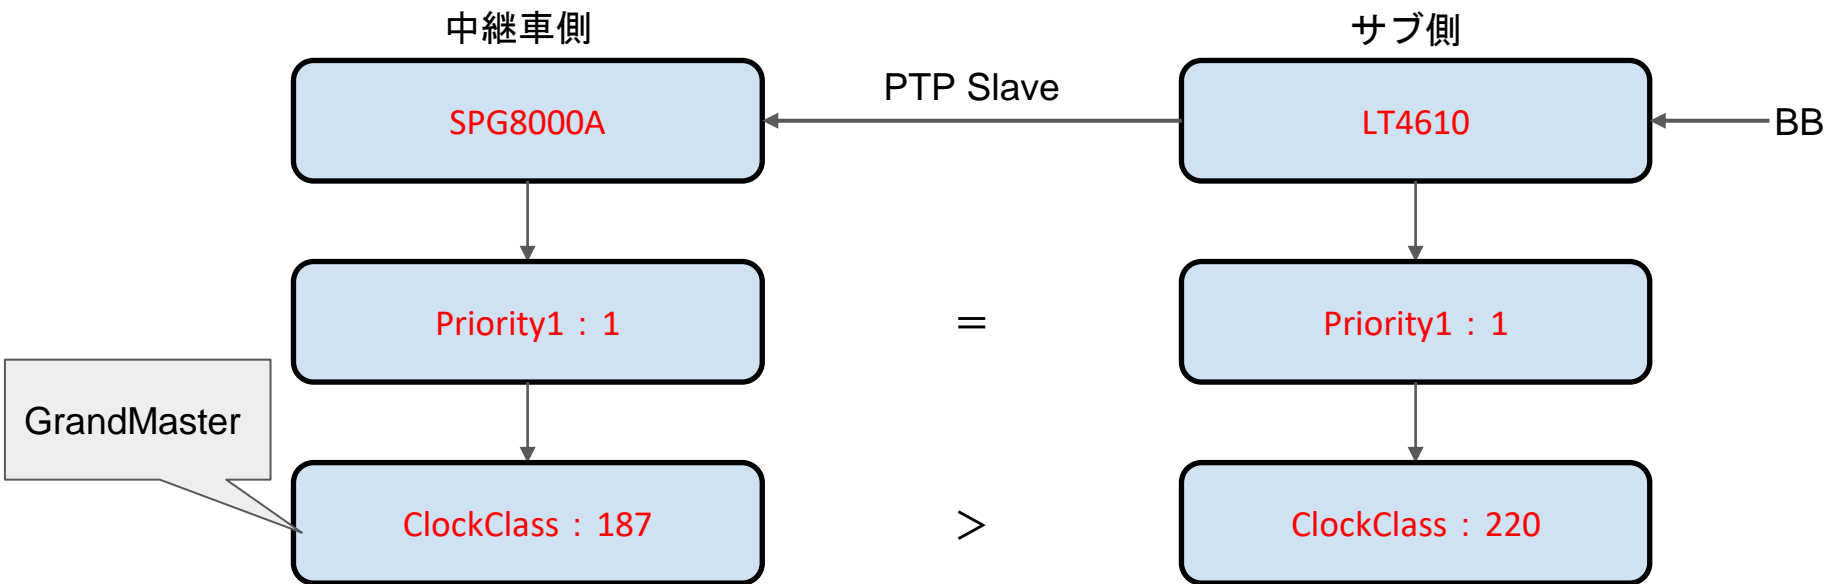 中継車側
サブ側
SPG8000A
PTP Slave
LT4610
BB
Priority1：1
＝
Priority1：1
GrandMaster
ClockClass：187
＞
ClockClass：220